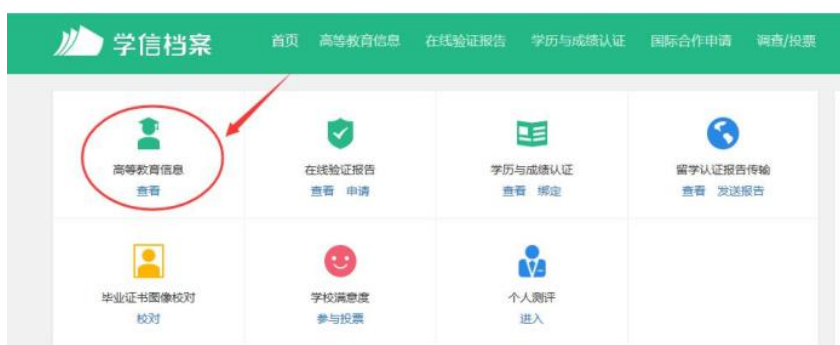 学信档案
首页 高等教育信息 在线验证报告 学历与成绩认证 国际合作申请 调查/投票
高等教育信息 在线验证报告 学历与成绩认证 留学认证报告传输
查看 查看 申请 查看 绑定 查看 发送报告
毕业证书图像校对 学校满意度 个人测评
校对 参与投票 进入